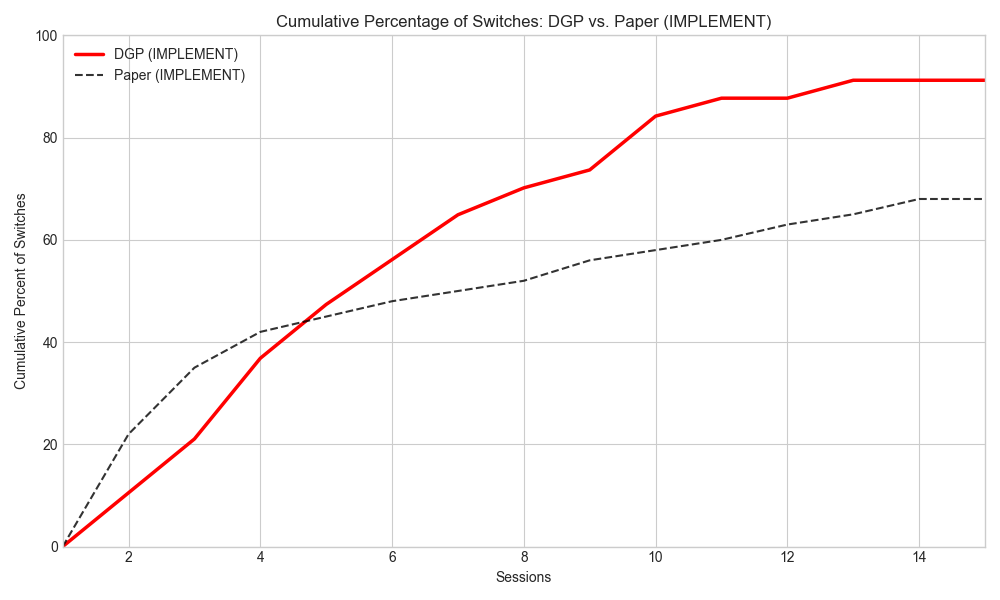 Cumulative Percentage of Switches: DGP vs. Paper (IMPLEMENT)
DGP (IMPLEMENT)
Paper (IMPLEMENT)
Cumulative Percent of Switches
100
80
60
40
20
0
2 4 6 8 10 12 14
Sessions